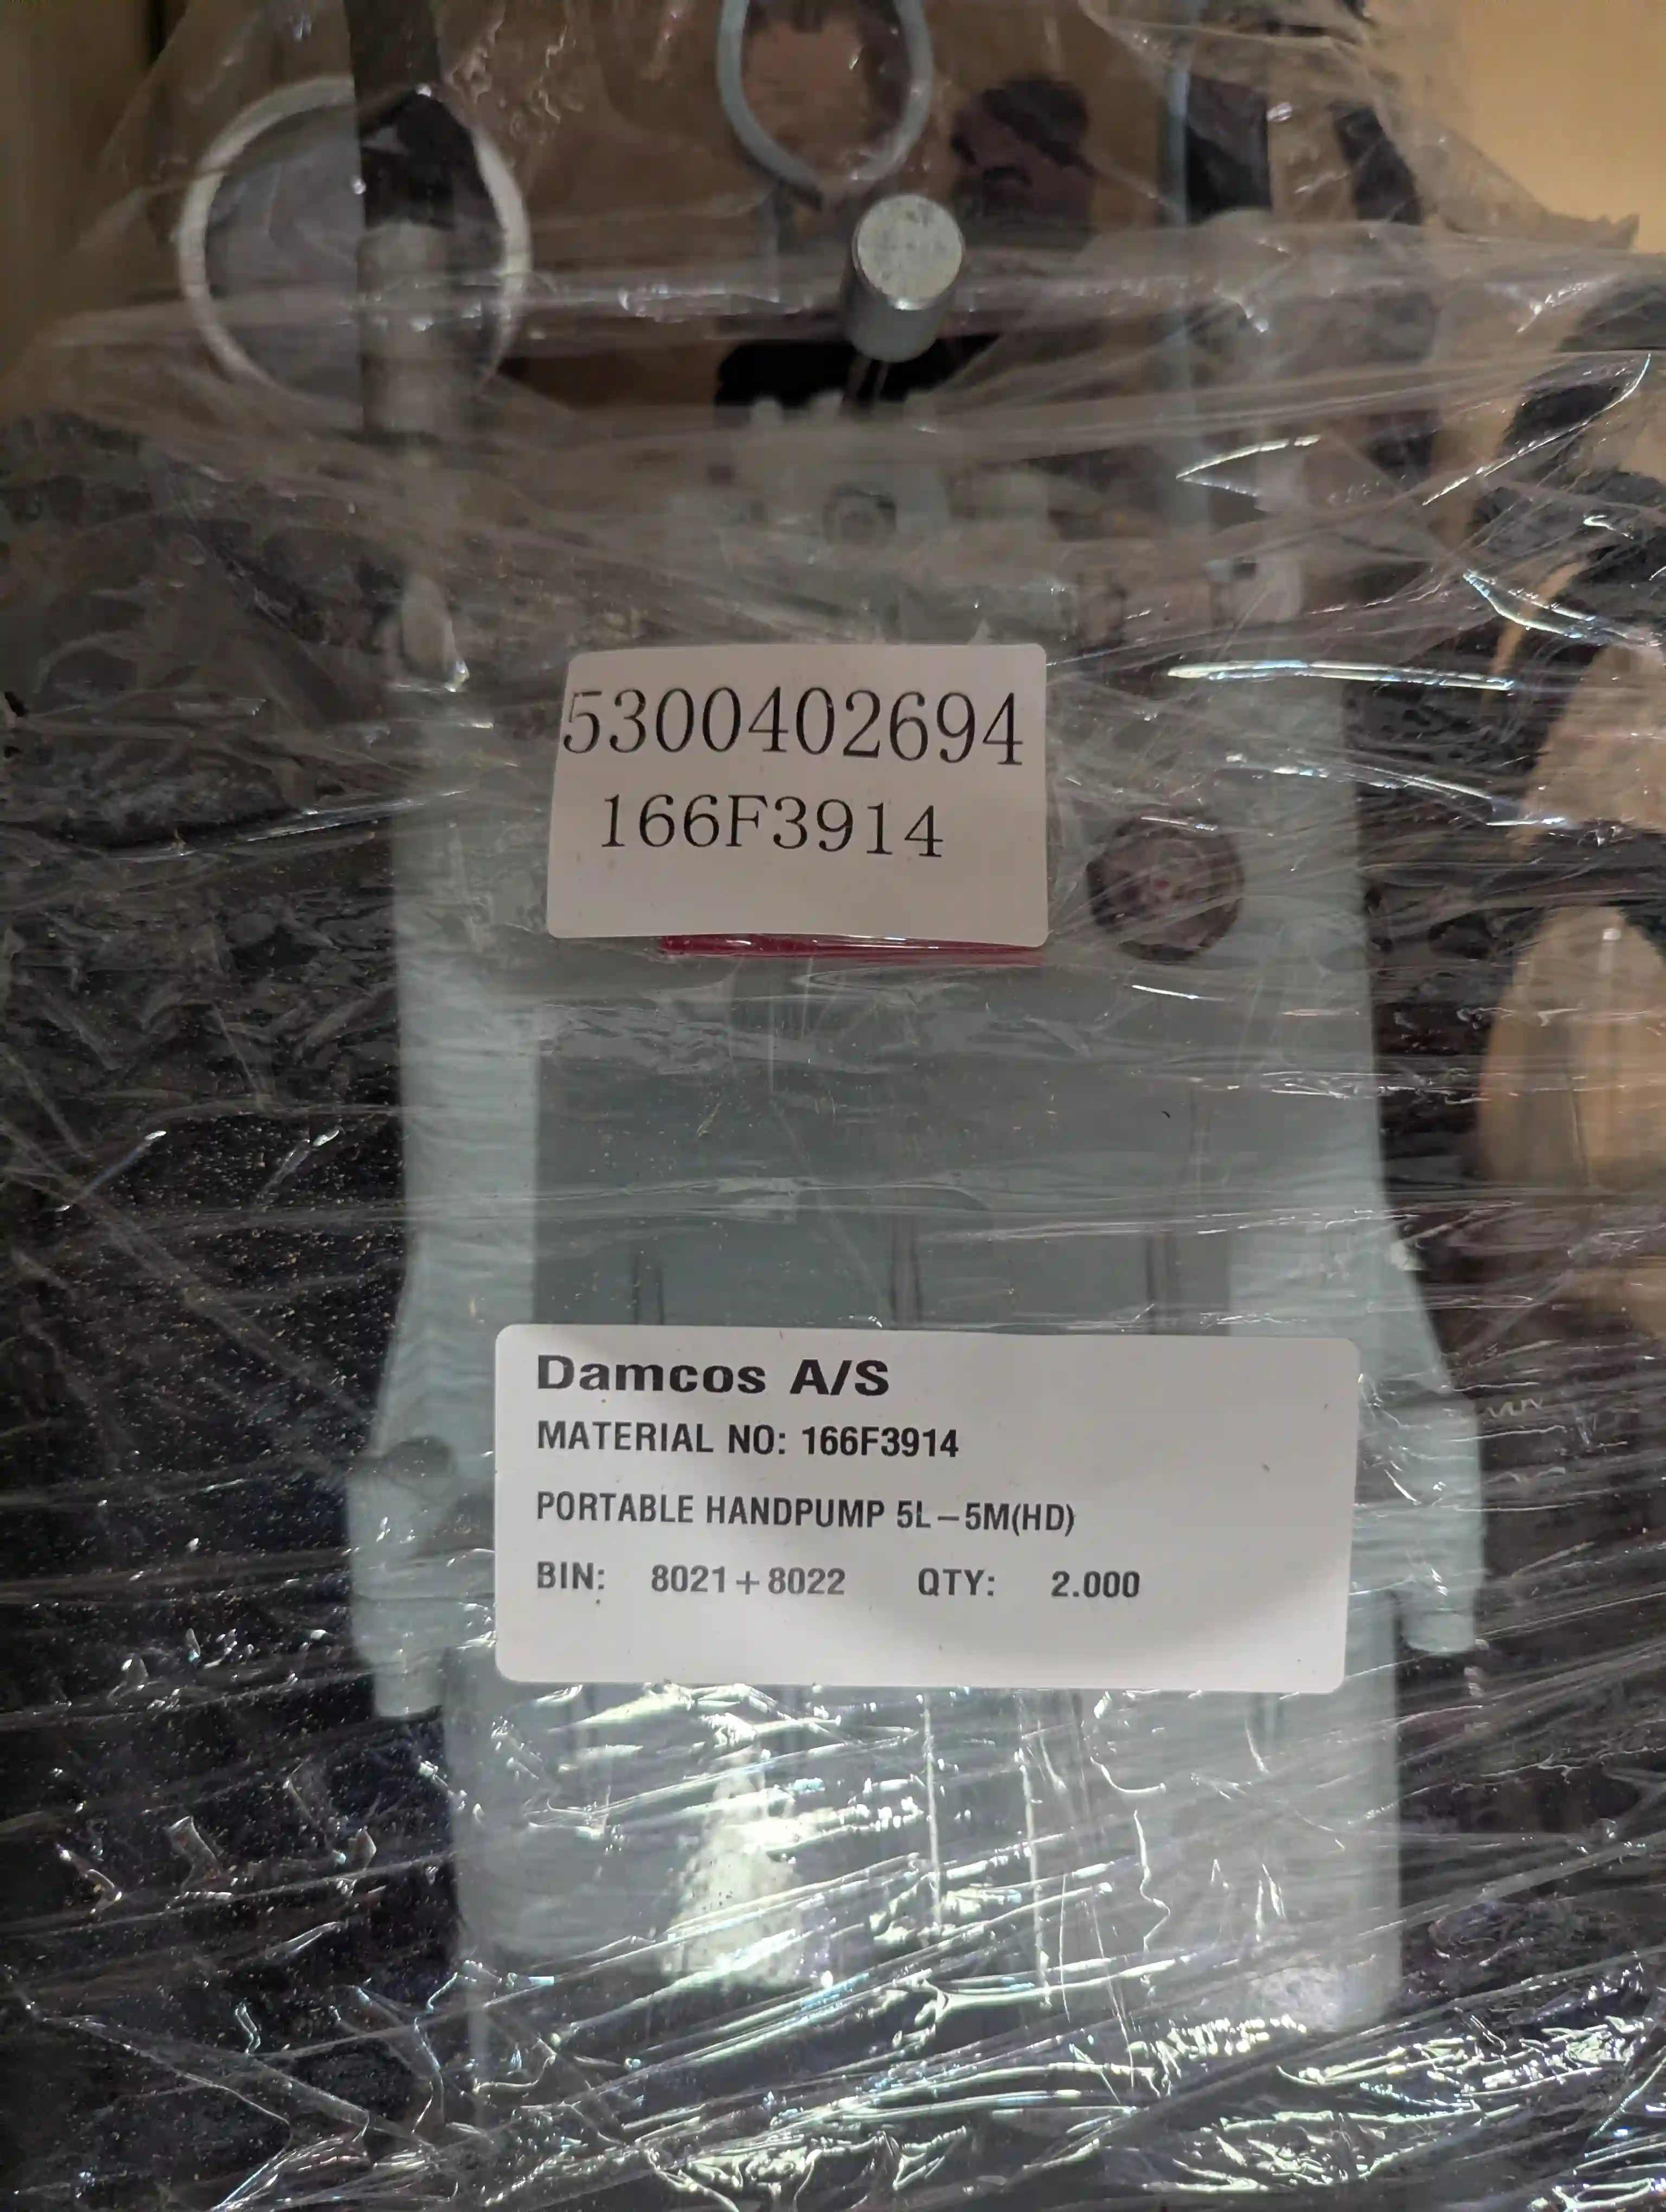 5300402694
166F3914
Damcos A/S
MATERIAL NO: 166F3914
PORTABLE HANDPUMP 5L-5M(HD)
BIN: 8021+8022 QTY: 2.000